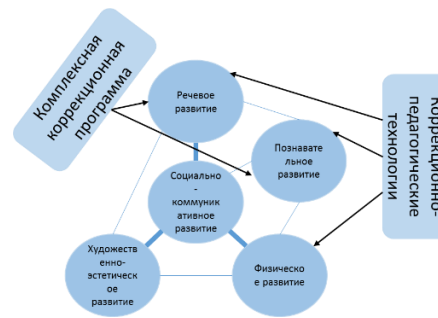 Комплексная
коррекционная
программа
Речевое
развитие
Коррекционно-
педагогические
технологии
Познавате
льное
развитие
Социально
- коммуник
ативное
развитие
Художеств
енно-
эстетическ
ое
развитие
Физическо
е развитие